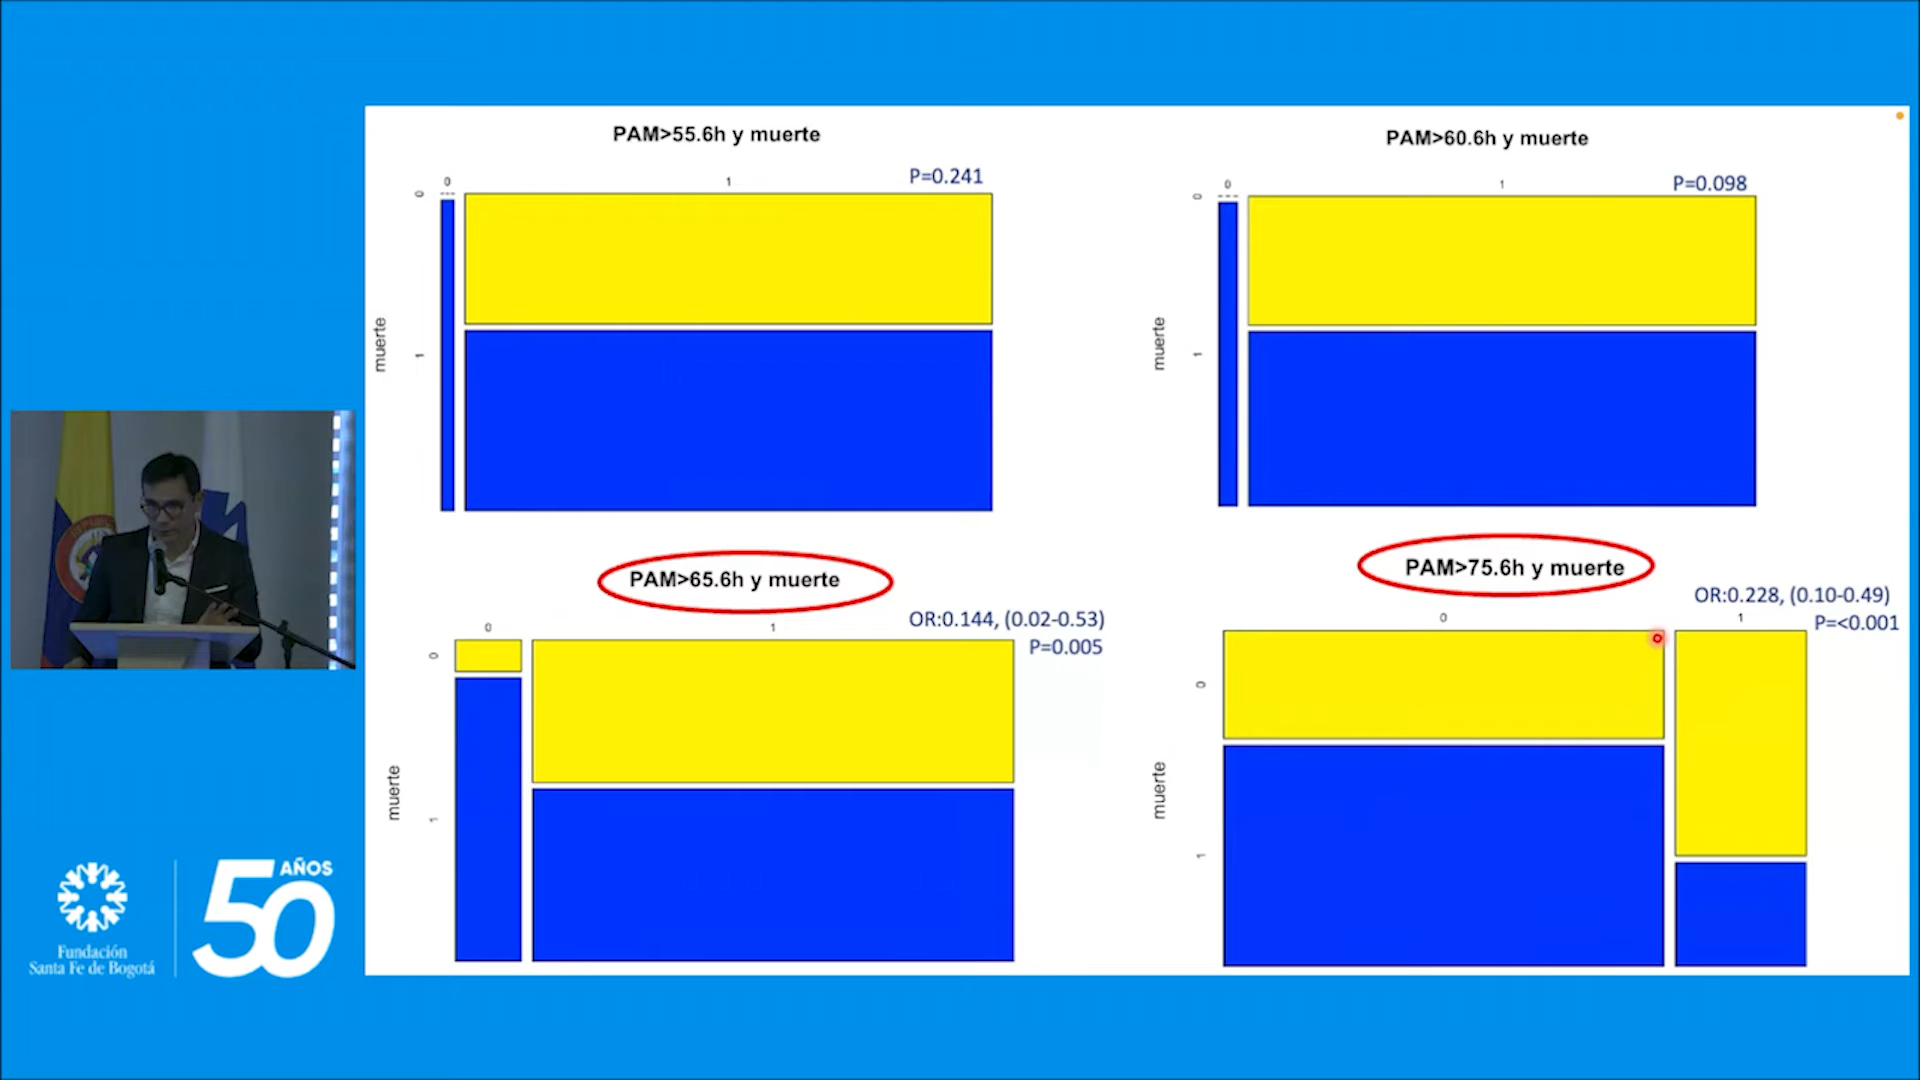 PAM>55.6h y muerte
P=0.241
0
1
0
muerte
1
PAM>60.6h y muerte
P=0.098
0
1
0
muerte
1
PAM>65.6h y muerte
OR:0.144, (0.02-0.53)
P=0.005
0
1
0
muerte
1
PAM>75.6h y muerte
OR:0.228, (0.10-0.49)
P=<0.001
0
1
0
muerte
1
Fundación
Santa Fe de Bogotá
50
AÑOS